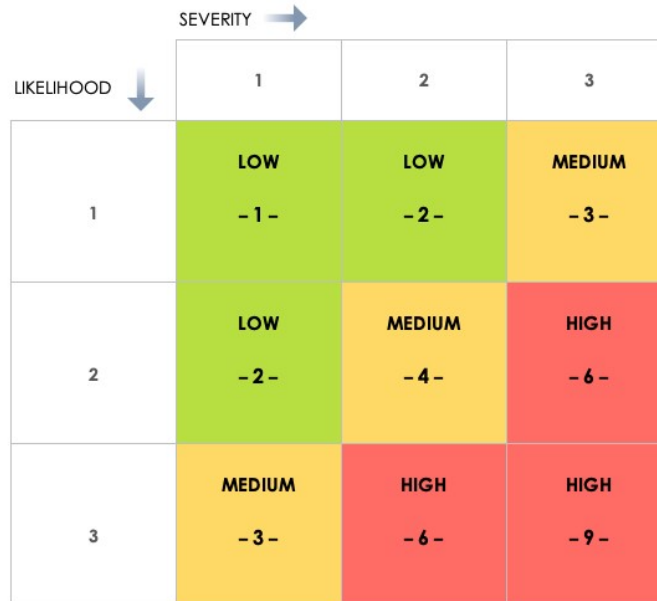 SEVERITY
LIKELIHOOD
1 2 3
1
LOW LOW MEDIUM
– 1 – – 2 – – 3 –
2
LOW MEDIUM HIGH
– 2 – – 4 – – 6 –
3
MEDIUM HIGH HIGH
– 3 – – 6 – – 9 –